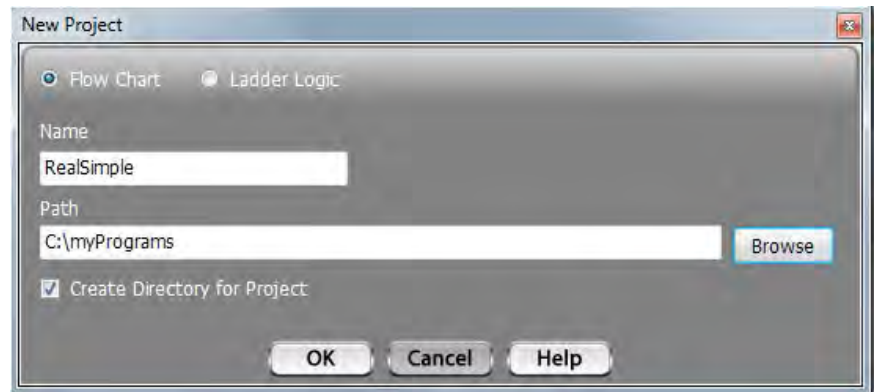 New Project
Flow Chart Ladder Logic
Name
RealSimple
Path
C:\myPrograms
Browse
Create Directory for Project
OK Cancel Help